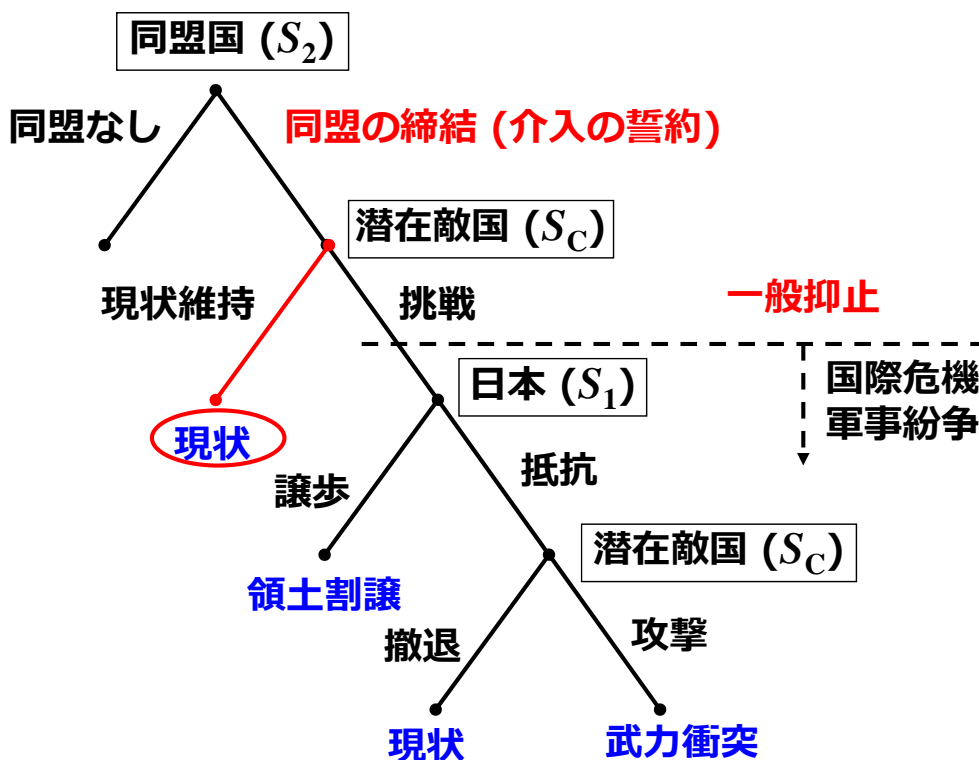 同盟国 (S2)
同盟なし
同盟の締結 (介入の誓約)
潜在敵国 (SC)
現状維持
挑戦
一般抑止
日本 (S1)
国際危機
軍事紛争
現状
譲歩
抵抗
潜在敵国 (SC)
領土割譲
撤退
攻撃
現状
武力衝突